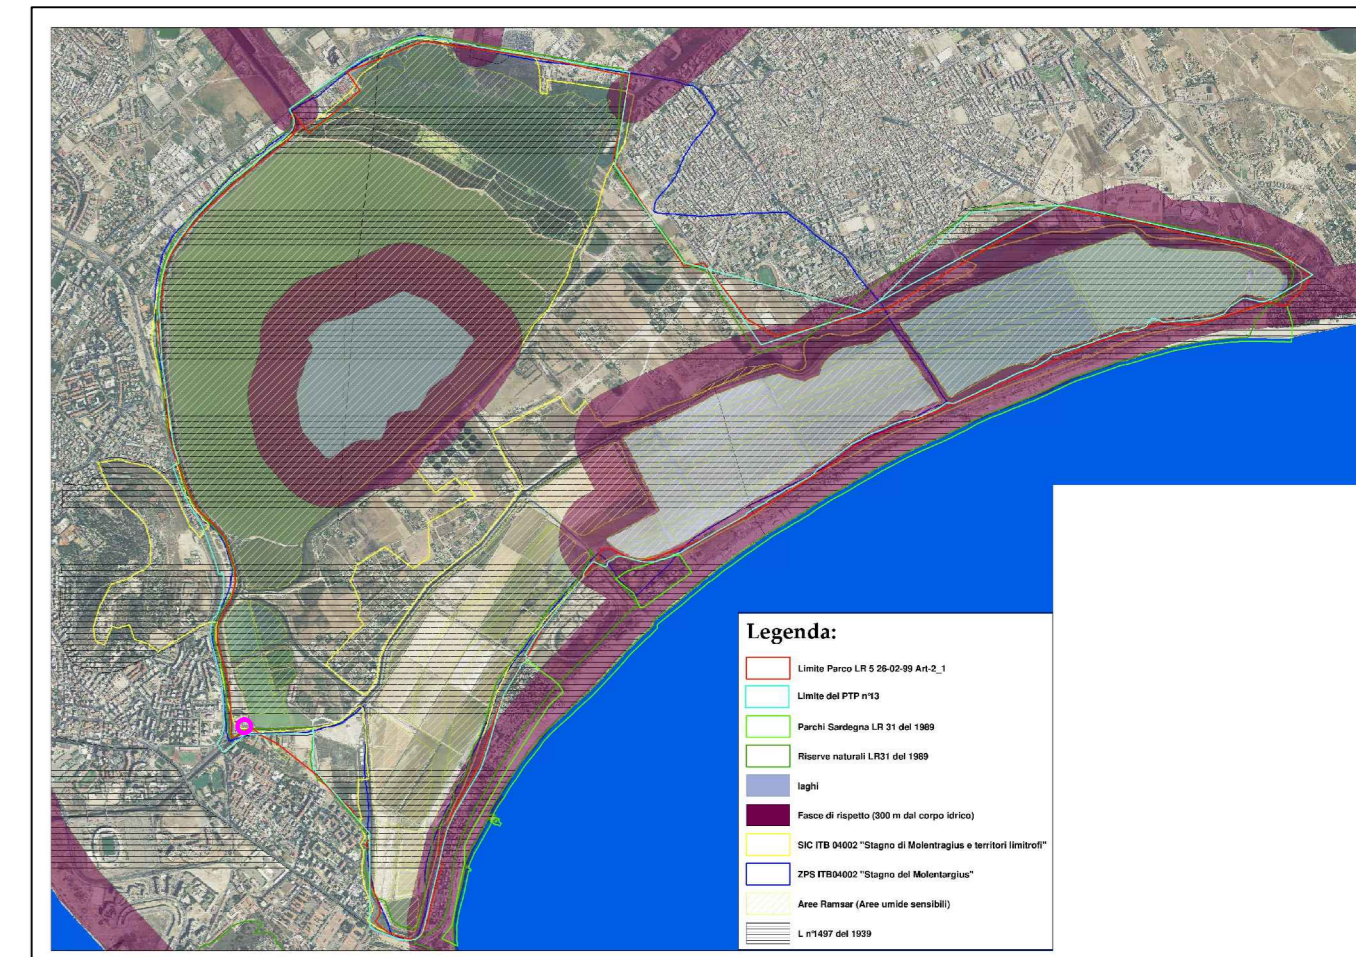 Legenda:
Limite Parco LR 5 26-02-99 Art-2_1
Limite del PTP n°13
Parchi Sardegna LR 31 del 1989
Riserve naturali LR31 del 1989
laghi
Fasce di rispetto (300 m dal corpo idrico)
SIC ITB 04002 "Stagno di Molentragius e territori limitrofi"
ZPS ITB04002 "Stagno del Molentargius"
Aree Ramsar (Aree umide sensibili)
L n°1497 del 1939